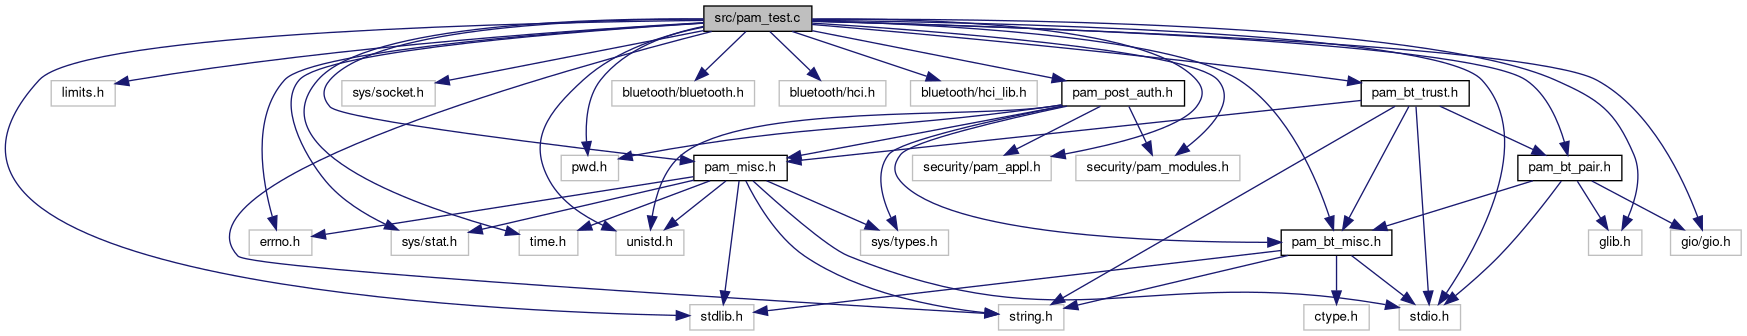 src/pam_test.c
limits.h
sys/socket.h
bluetooth/bluetooth.h
bluetooth/hci.h
bluetooth/hci_lib.h
pam_post_auth.h
pam_bt_trust.h
pwd.h
pam_misc.h
security/pam_appl.h
security/pam_modules.h
pam_bt_pair.h
errno.h
sys/stat.h
time.h
unistd.h
sys/types.h
pam_bt_misc.h
glib.h
gio/gio.h
stdlib.h
string.h
ctype.h
stdio.h